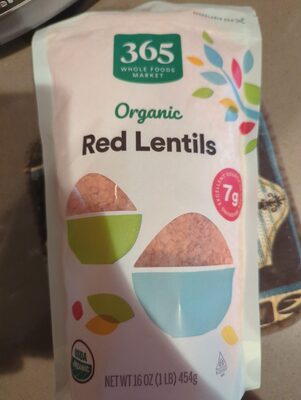 365
WHOLE FOODS
MARKET
Organic
Red Lentils
7g
USDA
ORGANIC
NET WT 16 OZ (1 LB) 454g